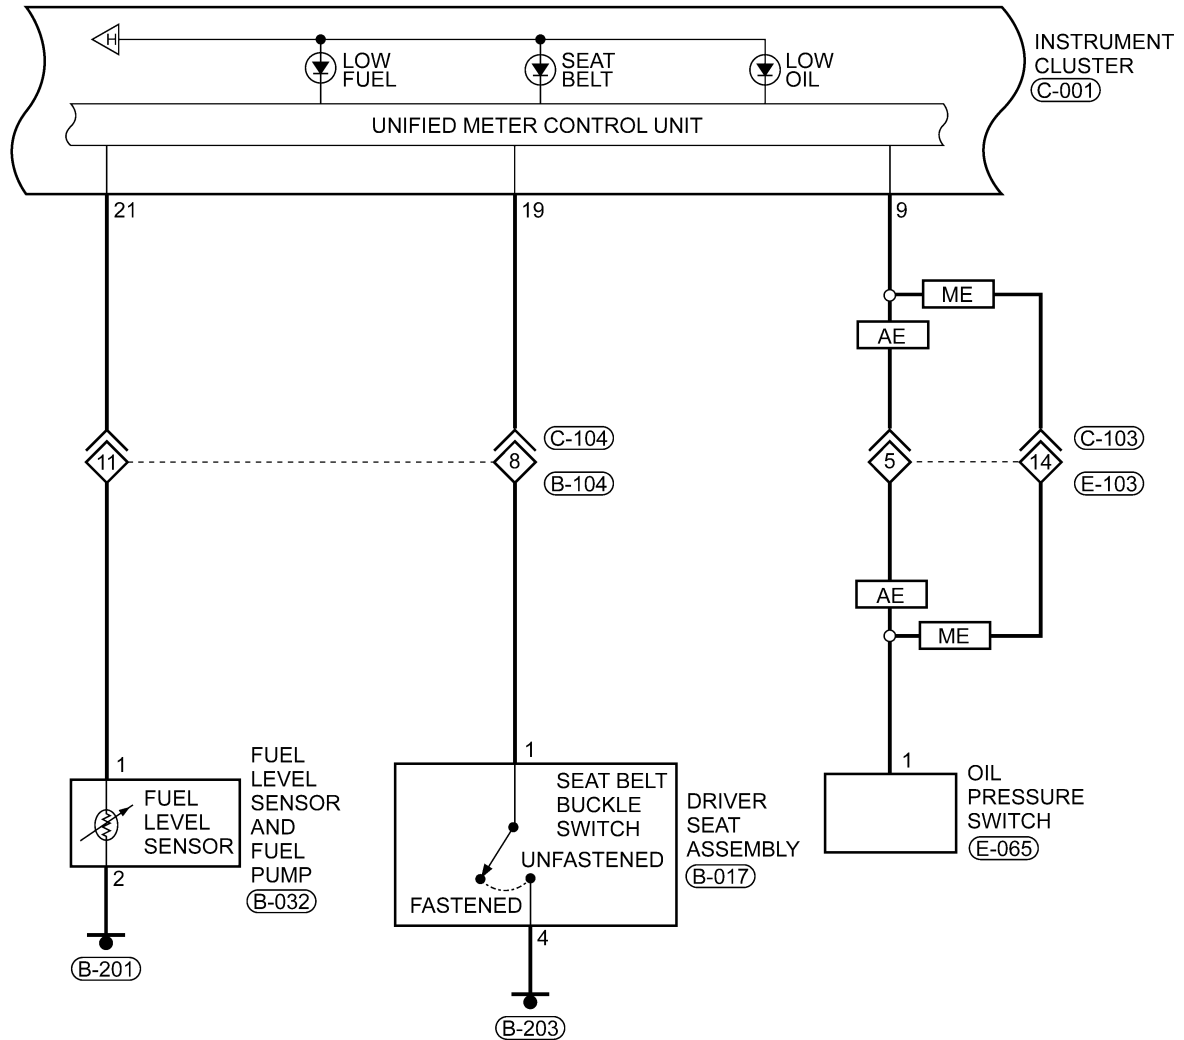 H
LOW
FUEL
SEAT
BELT
LOW
OIL
INSTRUMENT
CLUSTER
C-001
UNIFIED METER CONTROL UNIT
21
19
9
ME
AE
11
8
C-104
B-104
5
14
C-103
E-103
AE
ME
1
FUEL
LEVEL
SENSOR
2
FUEL
LEVEL
SENSOR
AND
FUEL
PUMP
B-032
B-201
1
SEAT BELT
BUCKLE
SWITCH
UNFASTENED
FASTENED
4
DRIVER
SEAT
ASSEMBLY
B-017
B-203
1
OIL
PRESSURE
SWITCH
E-065